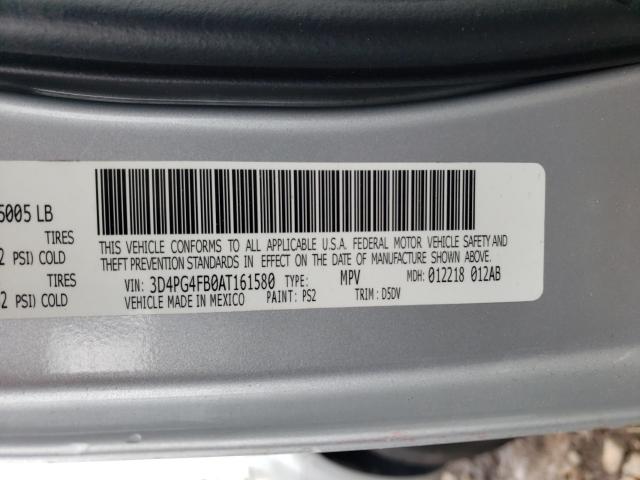 5005 LB
TIRES
PSI) COLD
TIRES
2 PSI) COLD
THIS VEHICLE CONFORMS TO ALL APPLICABLE U.S.A. FEDERAL MOTOR VEHICLE SAFETY AND
THEFT PREVENTION STANDARDS IN EFFECT ON THE DATE OF MANUFACTURE SHOWN ABOVE.
VIN: 3D4PG4FB0AT161580 TYPE: MPV MDH: 012218 012AB
VEHICLE MADE IN MEXICO PAINT: PS2 TRIM: D5DV